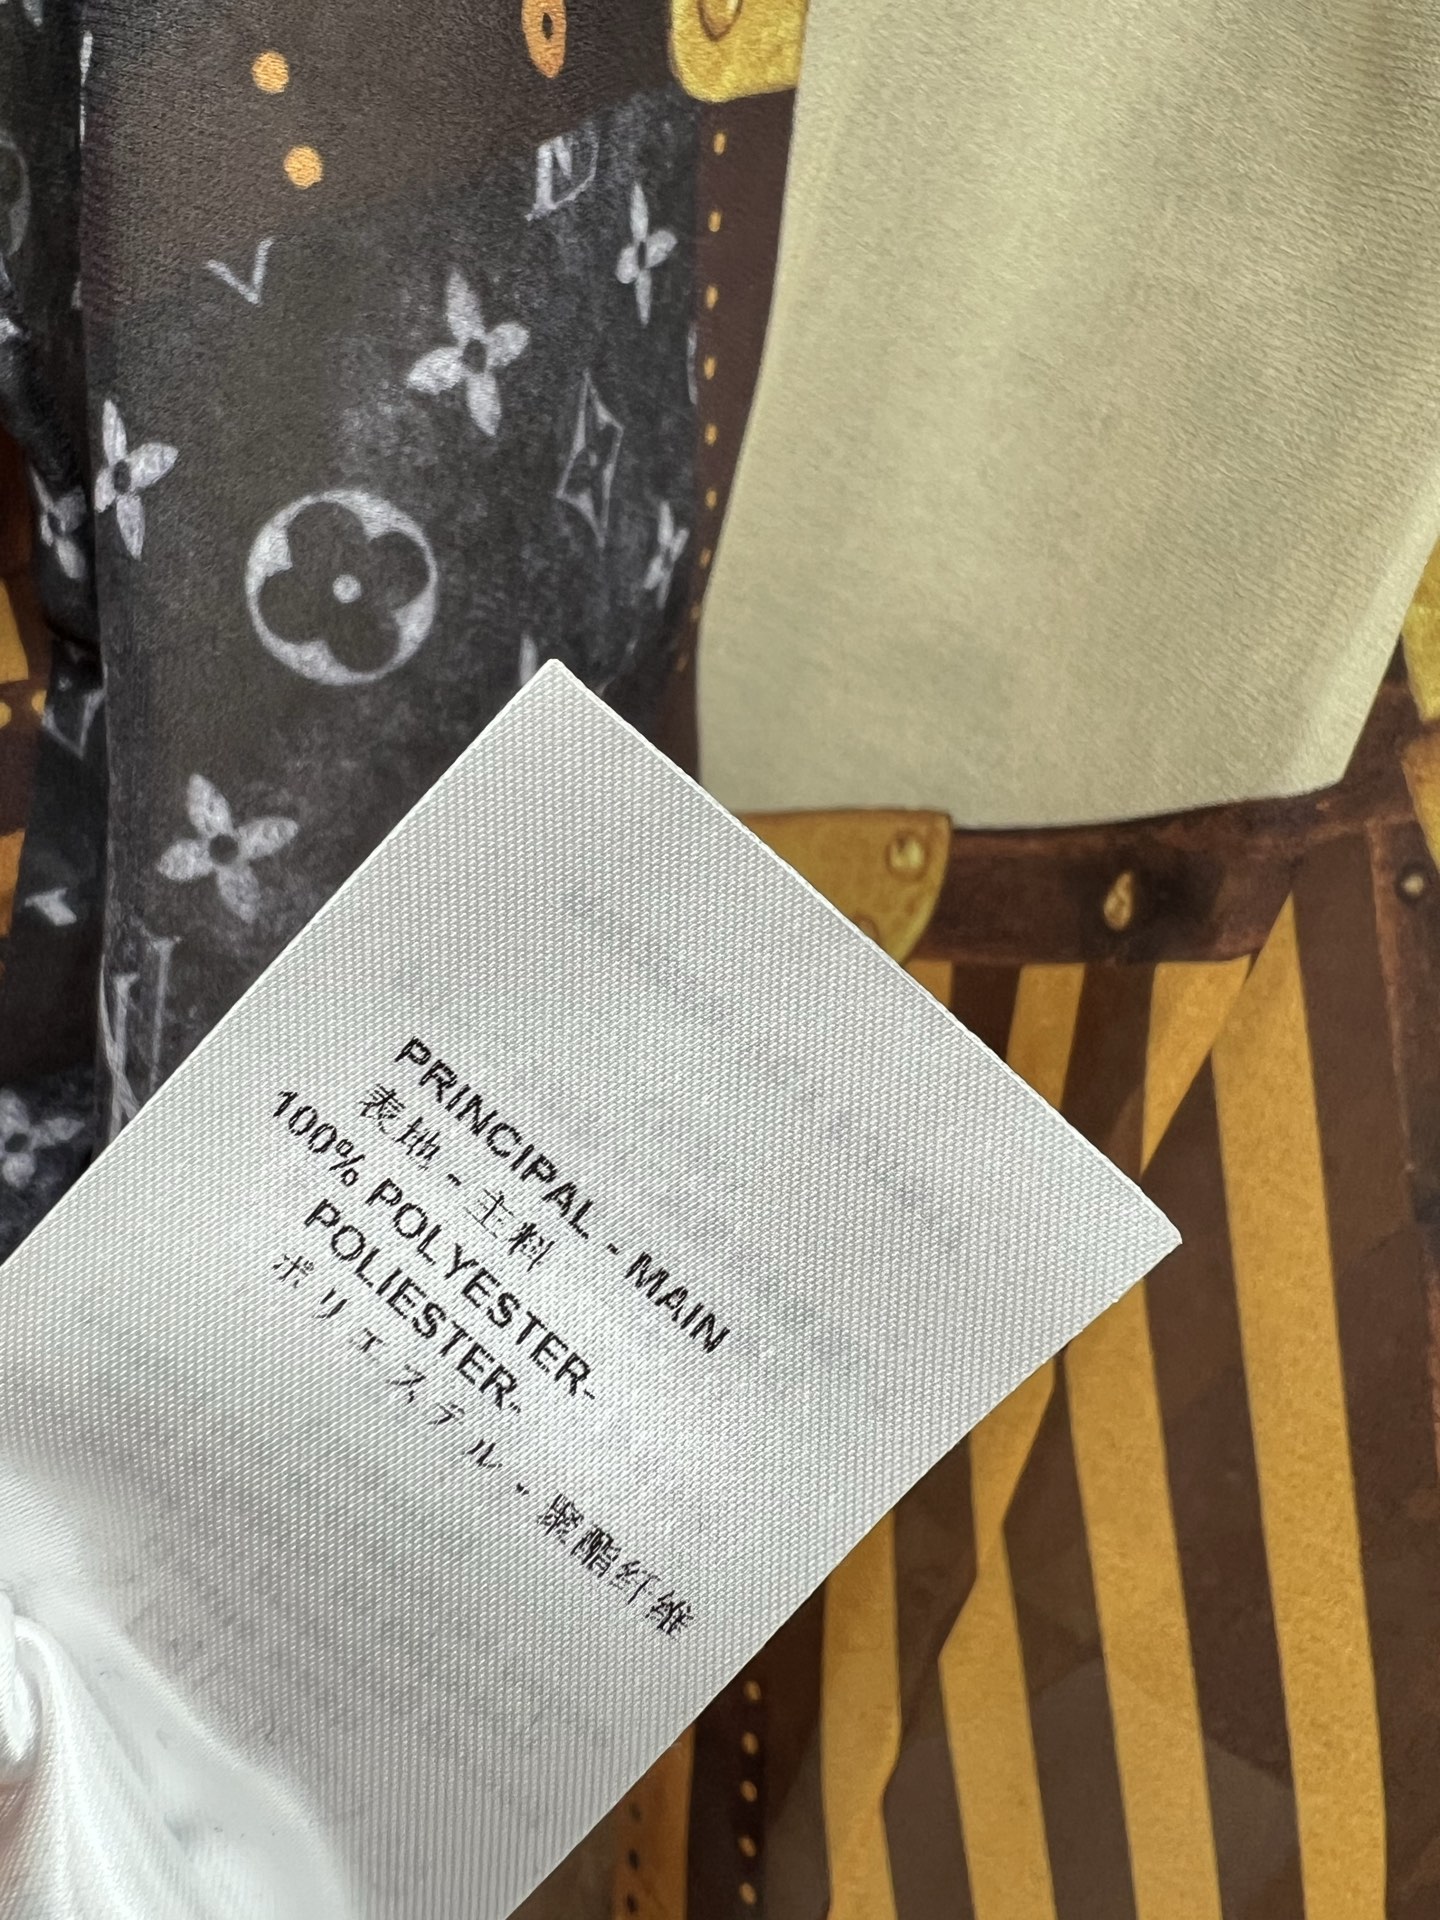 PRINCIPAL - MAIN
表地 - 主料
100% POLYESTER-
POLIESTER-
ポリエステル - 聚酯纤维